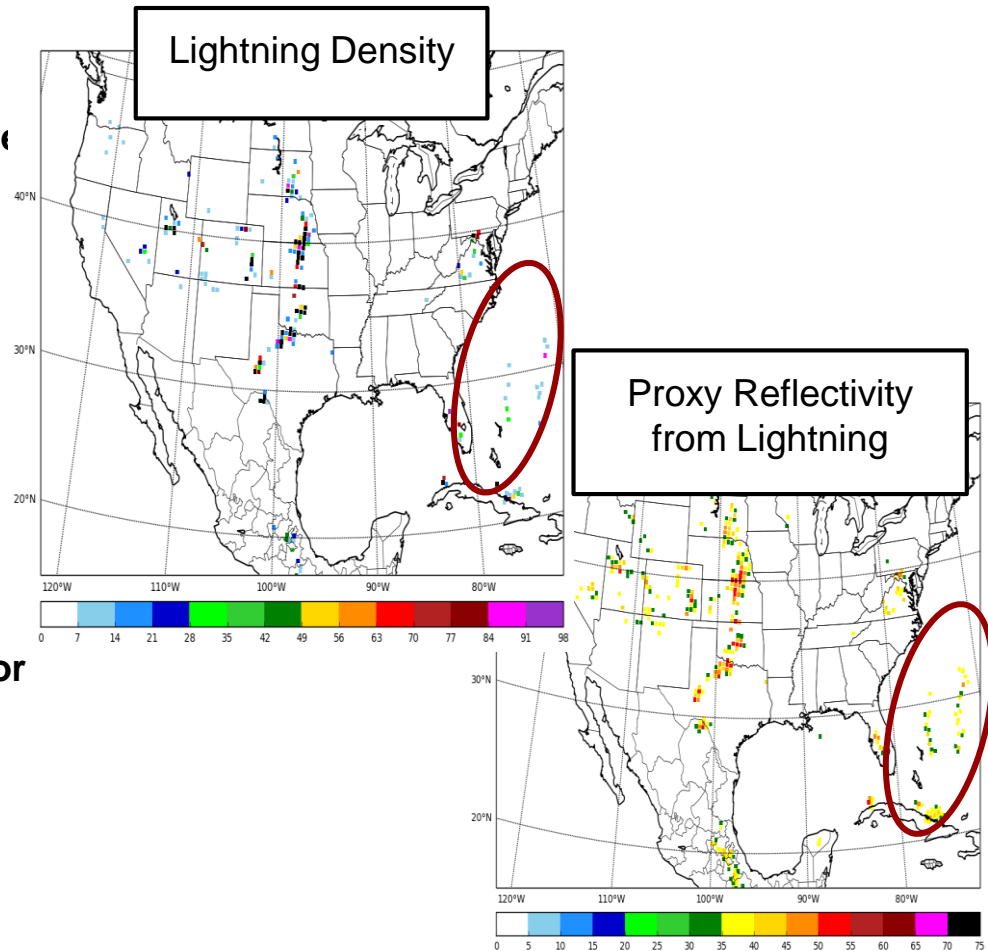 Lightning Density
40°N
30°N
20°N
120°W 110°W 100°W 90°W 80°W
0 7 14 21 28 35 42 49 56 63 70 77 84 91 98
or
Proxy Reflectivity
from Lightning
30°N
20°N
120°W 110°W 100°W 90°W 80°W
0 5 10 15 20 25 30 35 40 45 50 55 60 65 70 75